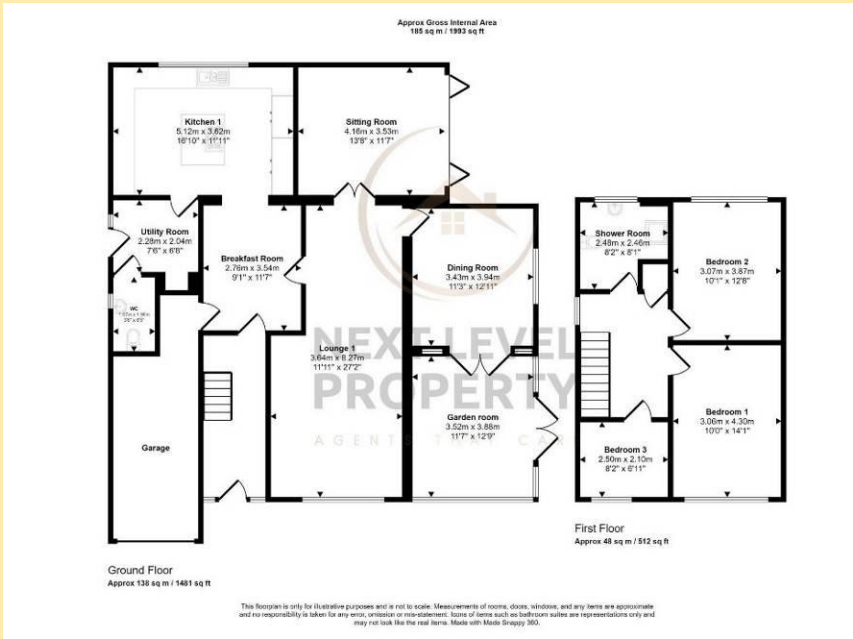 Approx Gross Internal Area
185 sq m / 1993 sq ft
Kitchen 1
5.12m x 3.62m
16'10" x 11'11"
Sitting Room
4.16m x 3.53m
13'8" x 11'7"
Utility Room
2.28m x 2.04m
7'6" x 6'8"
Breakfast Room
2.76m x 3.54m
9'1" x 11'7"
Dining Room
3.43m x 3.94m
11'3" x 12'11"
Shower Room
2.48m x 2.46m
8'2" x 8'1"
Bedroom 2
3.07m x 3.87m
10'1" x 12'8"
WC
Lounge 1
3.64m x 8.27m
11'11" x 27'2"
NEXT LEVEL
PROPERTY
AGENTS THAT CARE
Garden room
3.52m x 3.88m
11'7" x 12'9"
Bedroom 1
3.06m x 4.30m
10'0" x 14'1"
Garage
Bedroom 3
2.50m x 2.10m
8'2" x 6'11"
First Floor
Approx 48 sq m / 512 sq ft
Ground Floor
Approx 138 sq m / 1481 sq ft
This floorplan is only for illustrative purposes and is not to scale. Measurements of rooms, doors, windows, and any items are approximate
and no responsibility is taken for any error, omission or mis-statement. Icons of items such as bathroom suites are representations only and
may not look like the real items. Made with Made Snappy 360.